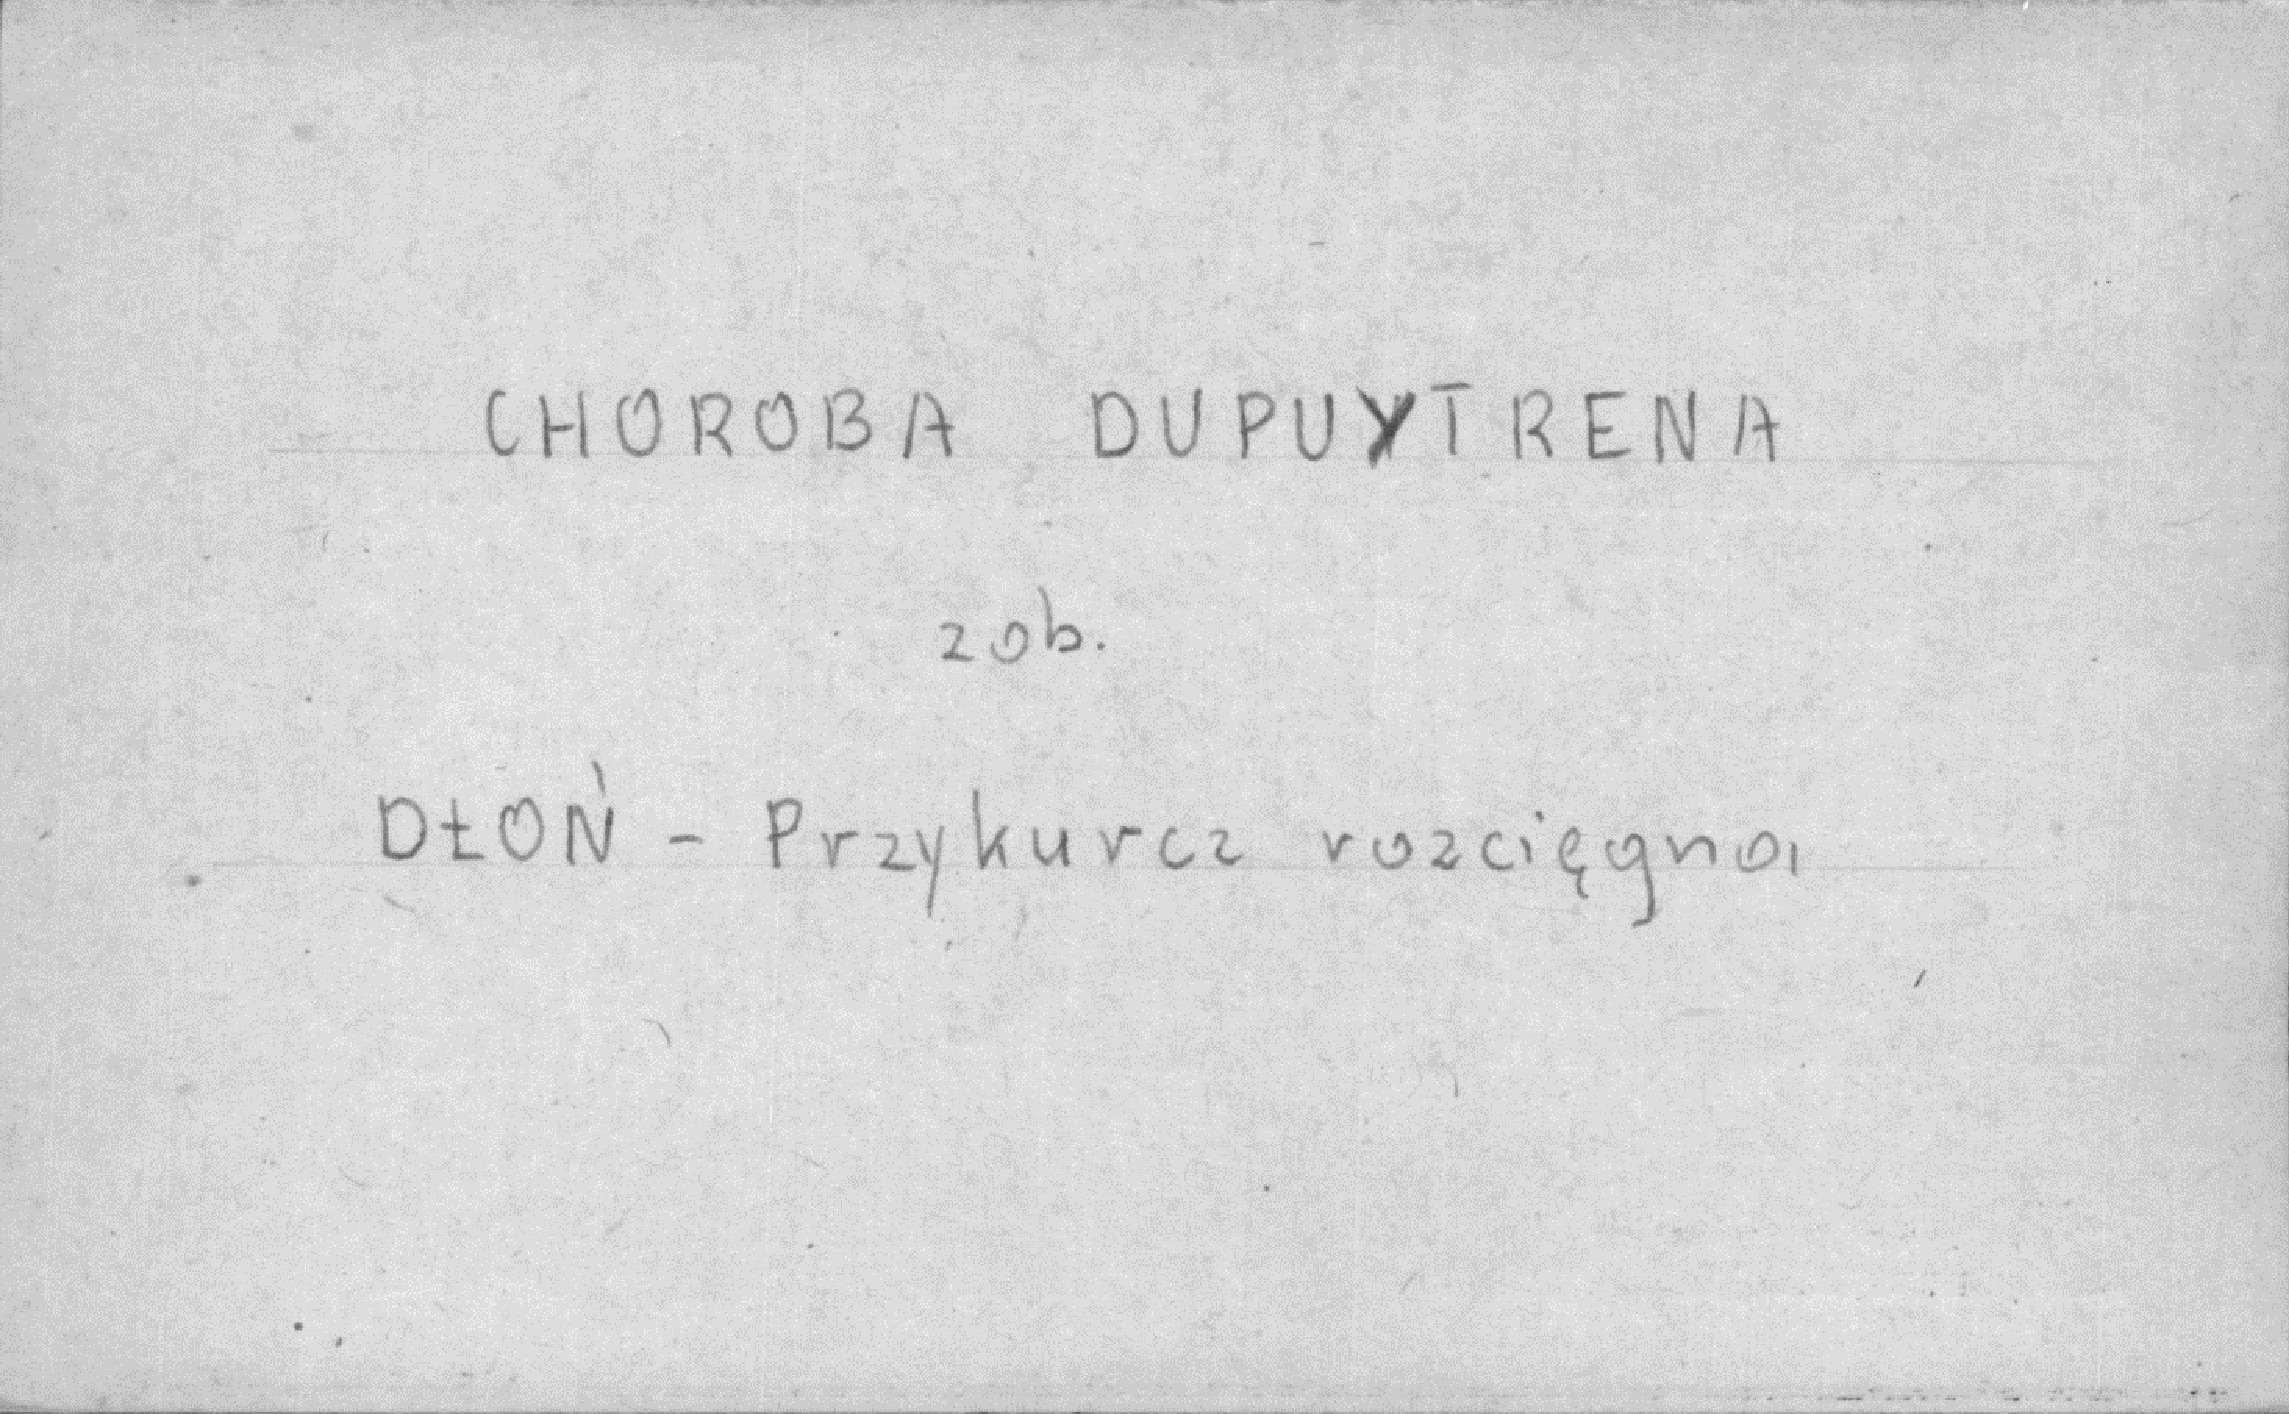 CHOROBA DUPUYTRENA
zob.
DŁOŃ - Przykurcz rozcięgna